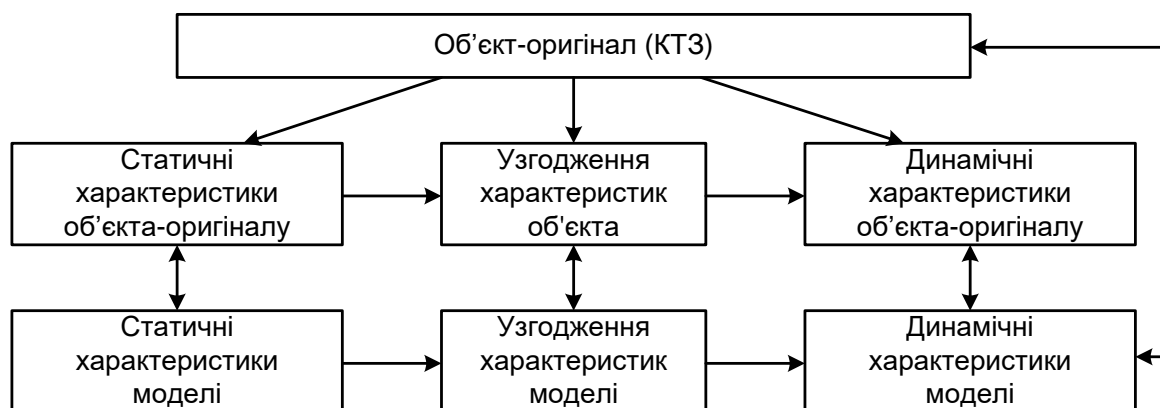 Об’єкт-оригінал (КТЗ)
Статичні
характеристики
об’єкта-оригіналу
Узгодження
характеристик
об'єкта
Динамічні
характеристики
об’єкта-оригіналу
Статичні
характеристики
моделі
Узгодження
характеристик
моделі
Динамічні
характеристики
моделі